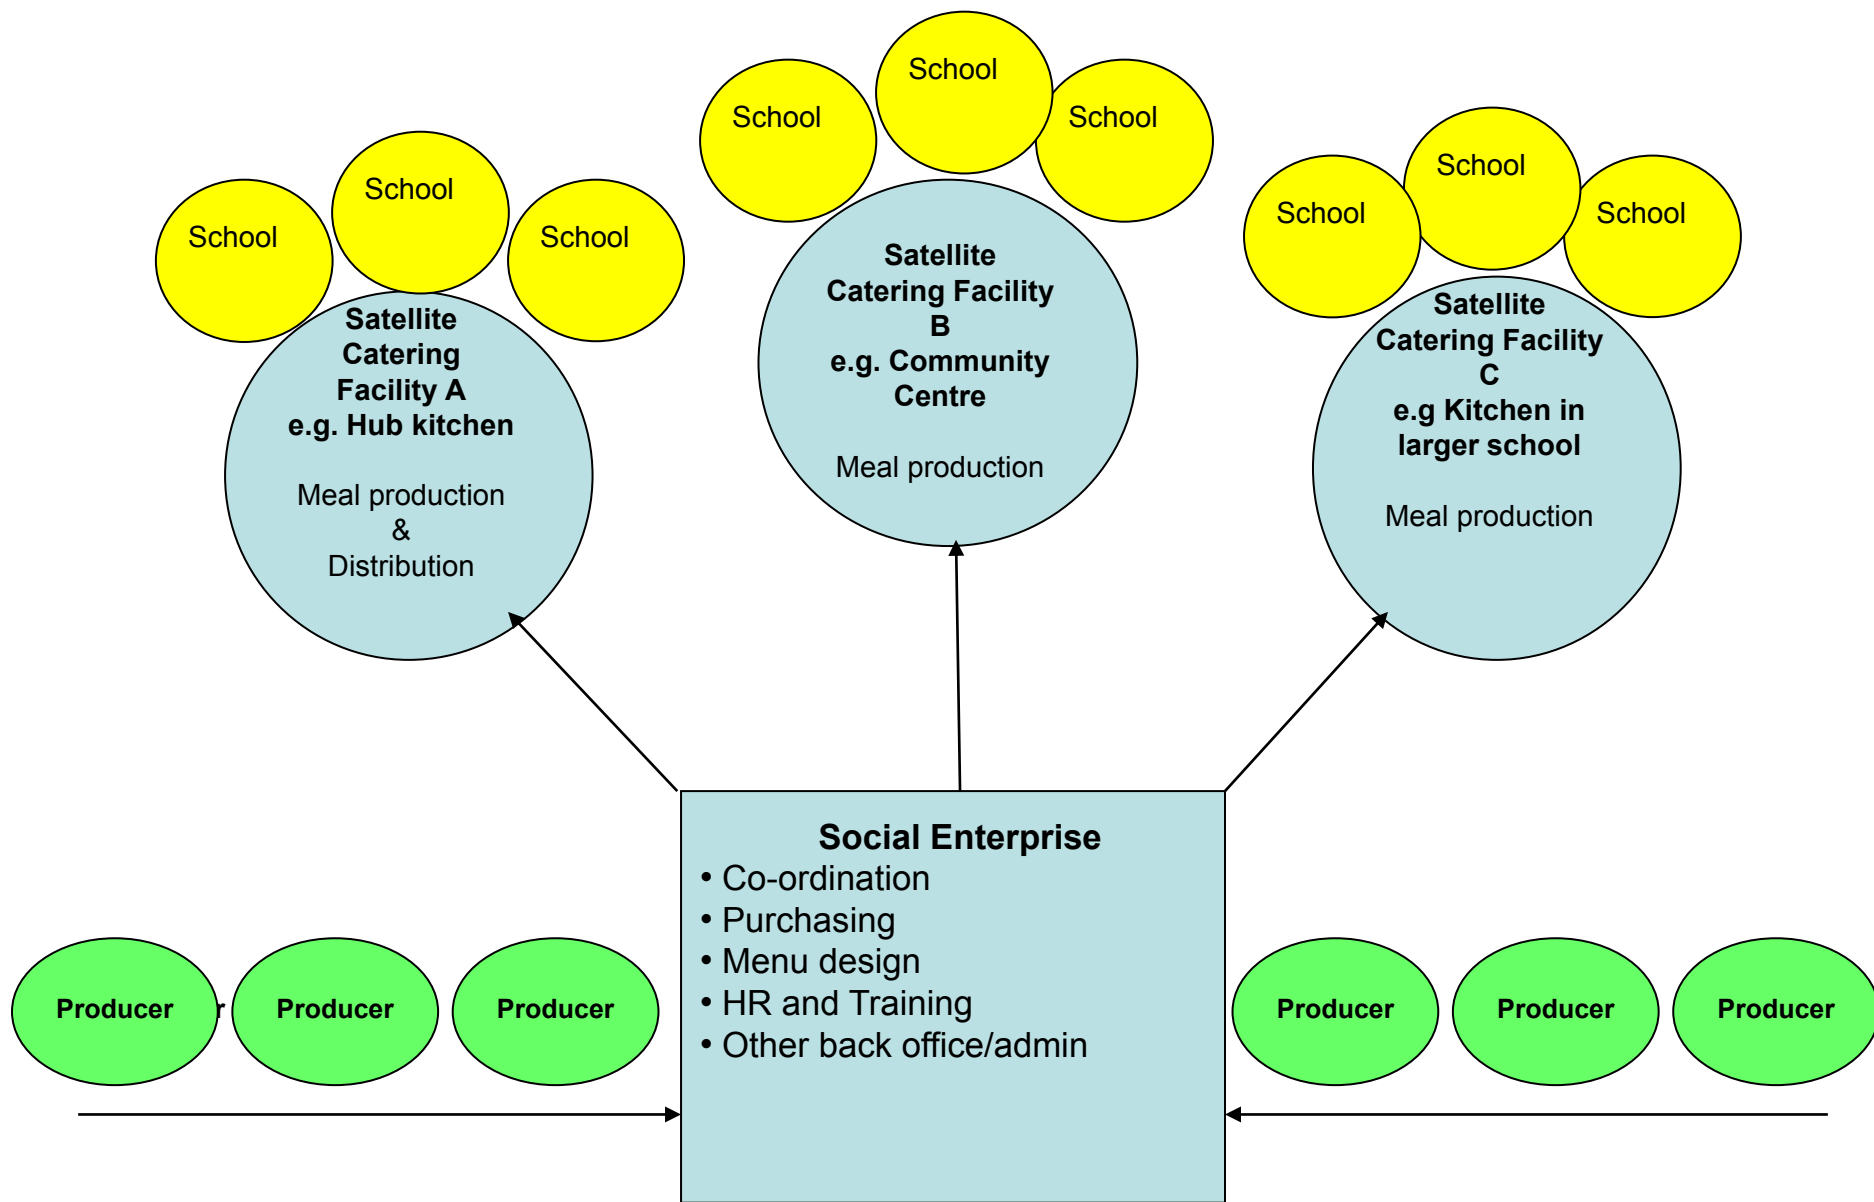 School
School
School
School
School
School
School
School
School
Satellite
Catering
Facility A
e.g. Hub kitchen
Meal production
&
Distribution
Satellite
Catering Facility
B
e.g. Community
Centre
Meal production
Satellite
Catering Facility
C
e.g Kitchen in
larger school
Meal production
Social Enterprise
• Co-ordination
• Purchasing
• Menu design
• HR and Training
• Other back office/admin
Producer
Producer
Producer
Producer
Producer
Producer